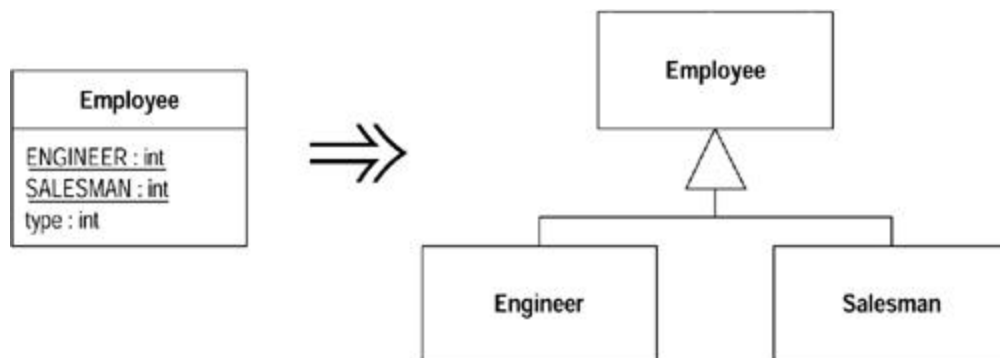 Employee
ENGINEER : int
SALESMAN : int
type : int
Employee
Engineer
Salesman